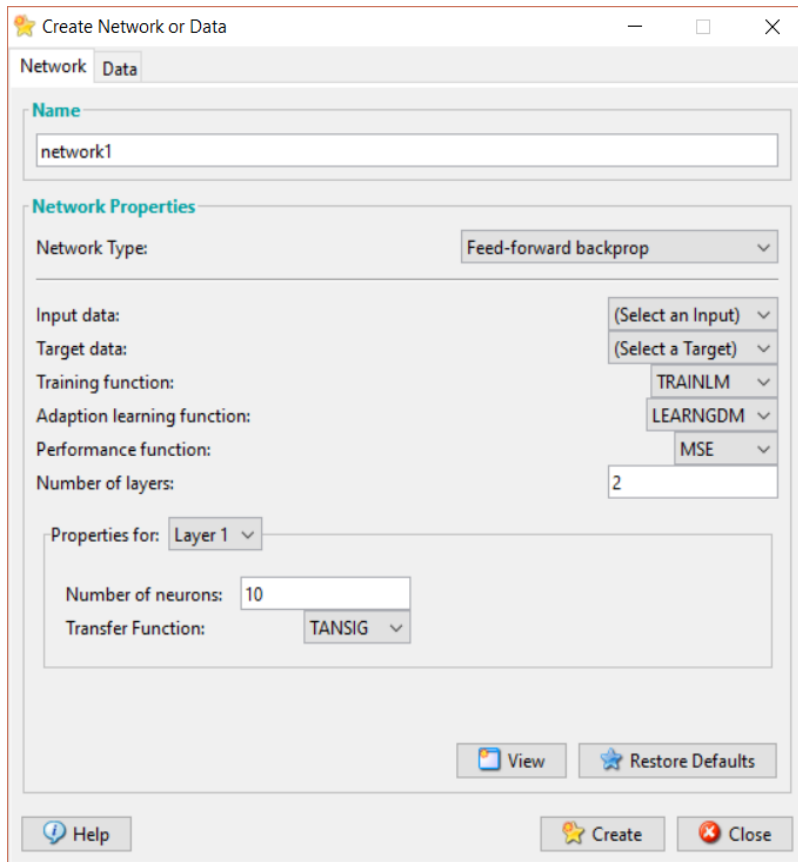 Create Network or Data
Network Data
Name
network1
Network Properties
Network Type: Feed-forward backprop
Input data: (Select an Input)
Target data: (Select a Target)
Training function: TRAINLM
Adaption learning function: LEARNGDM
Performance function: MSE
Number of layers: 2
Properties for: Layer 1
Number of neurons: 10
Transfer Function: TANSIG
View Restore Defaults
Help Create Close